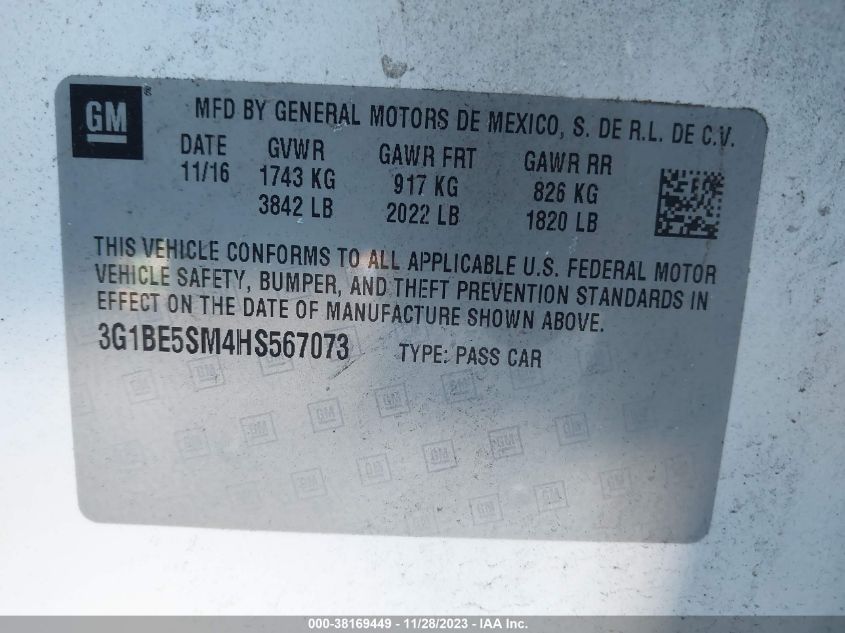 GM ®
MFD BY GENERAL MOTORS DE MEXICO, S. DE R.L. DE C.V.
DATE GVWR GAWR FRT GAWR RR
11/16 1743 KG 917 KG 826 KG
3842 LB 2022 LB 1820 LB
THIS VEHICLE CONFORMS TO ALL APPLICABLE U.S. FEDERAL MOTOR
VEHICLE SAFETY, BUMPER, AND THEFT PREVENTION STANDARDS IN
EFFECT ON THE DATE OF MANUFACTURE SHOWN ABOVE.
3G1BE5SM4HS567073 TYPE: PASS CAR
000-38169449 - 11/28/2023 - IAA Inc.